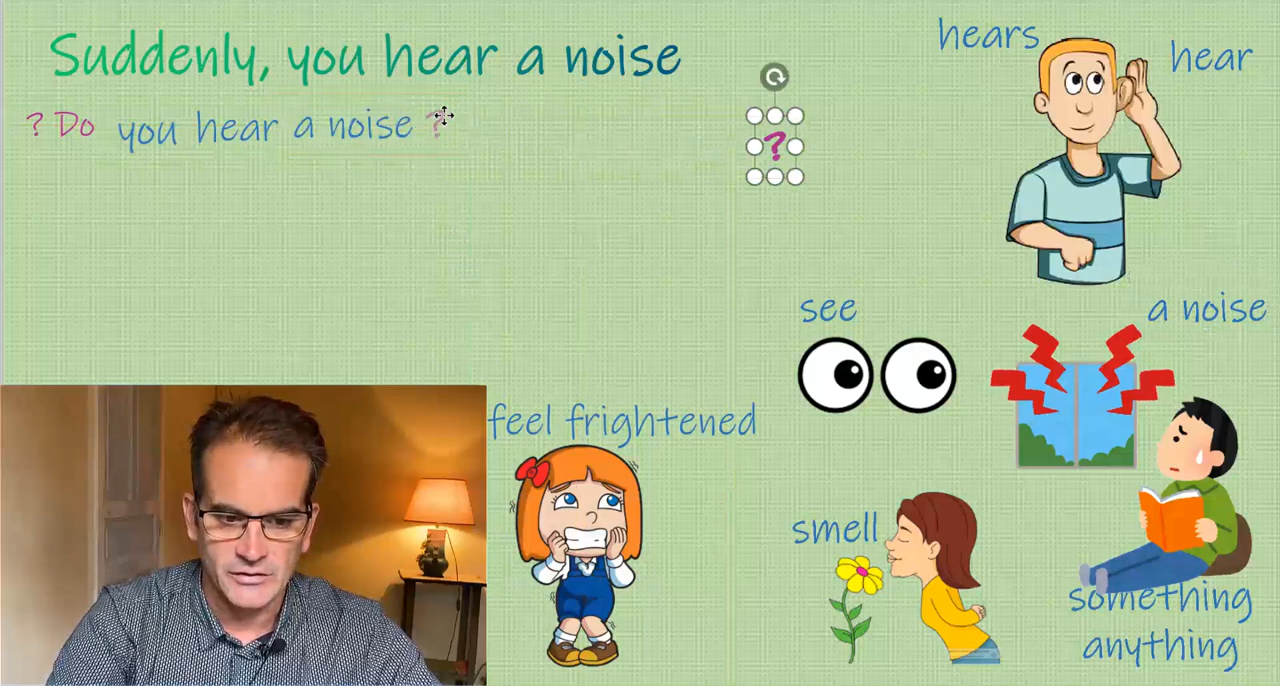 Suddenly, you hear a noise
? Do you hear a noise ?
?
hears
hear
see
a noise
feel frightened
smell
something
anything